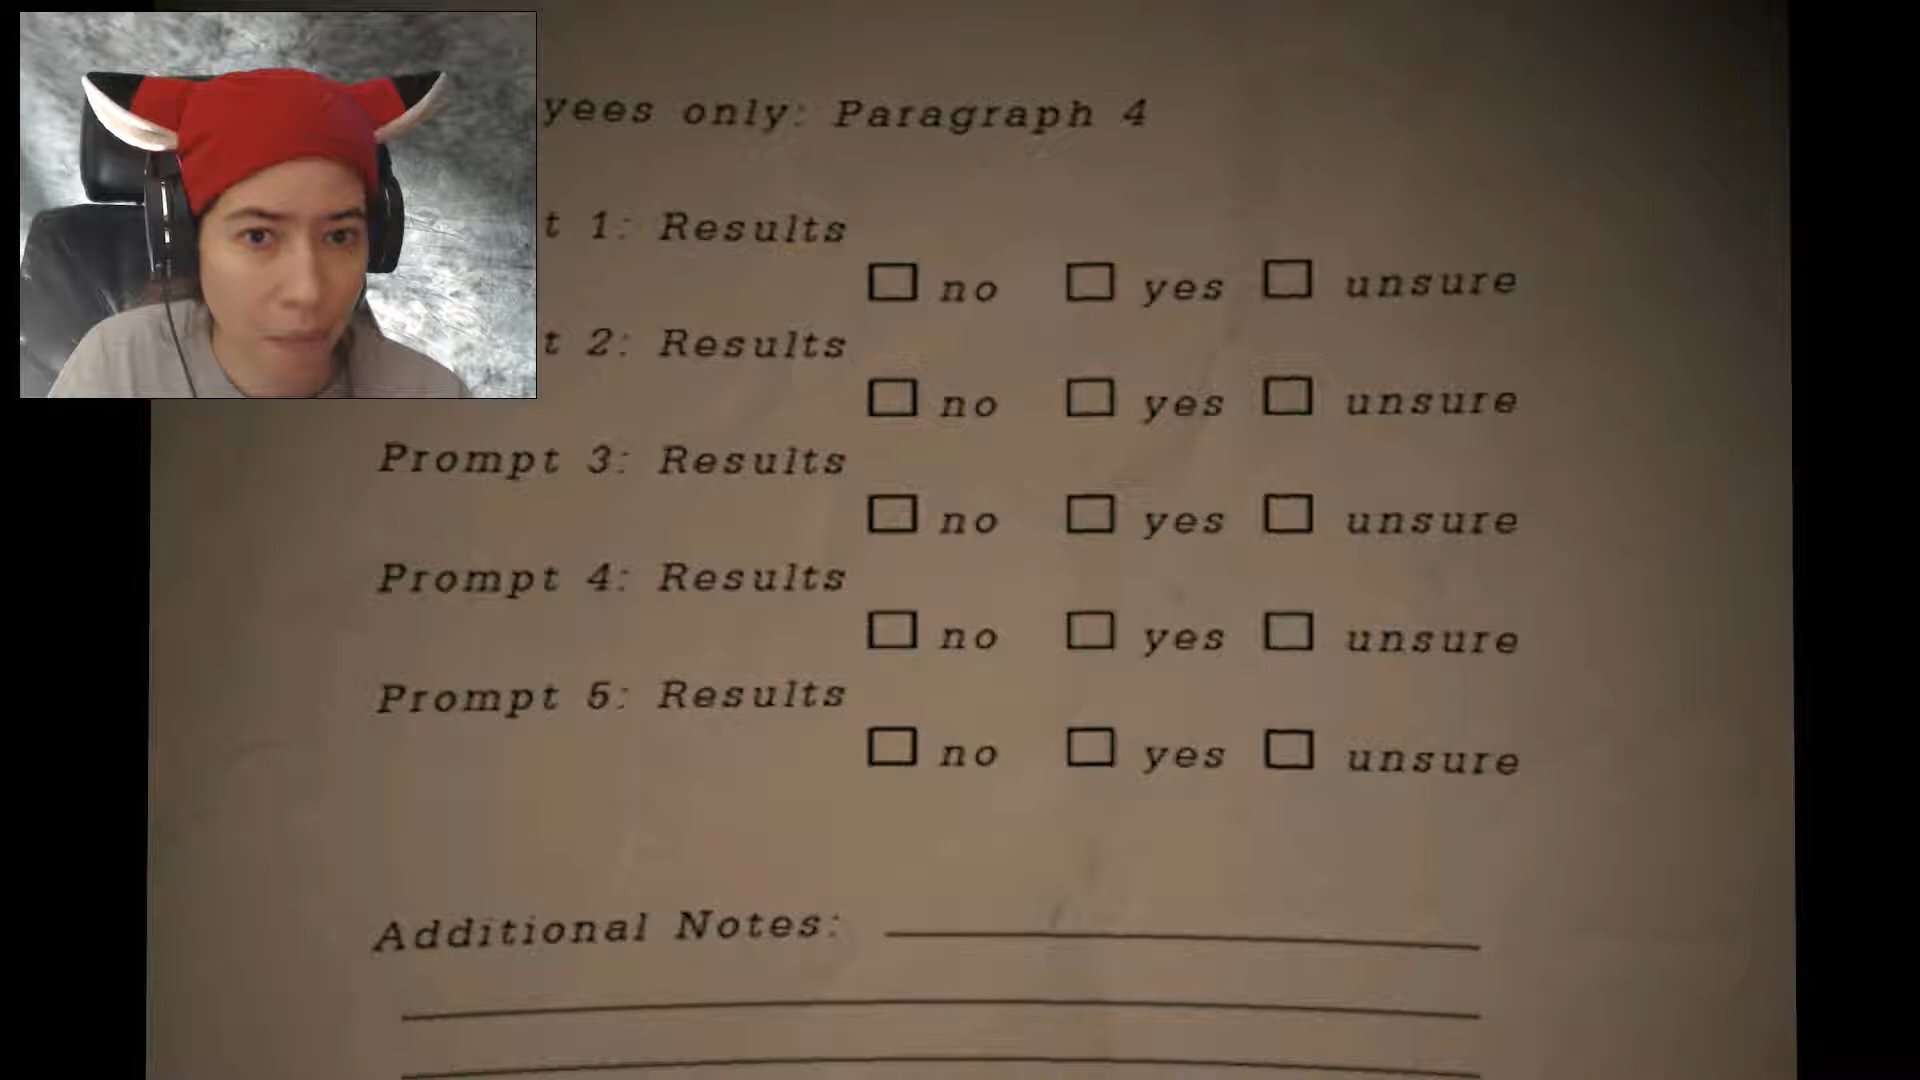 yees only: Paragraph 4
t 1: Results
no yes unsure
t 2: Results
no yes unsure
Prompt 3: Results
no yes unsure
Prompt 4: Results
no yes unsure
Prompt 5: Results
no yes unsure
Additional Notes: